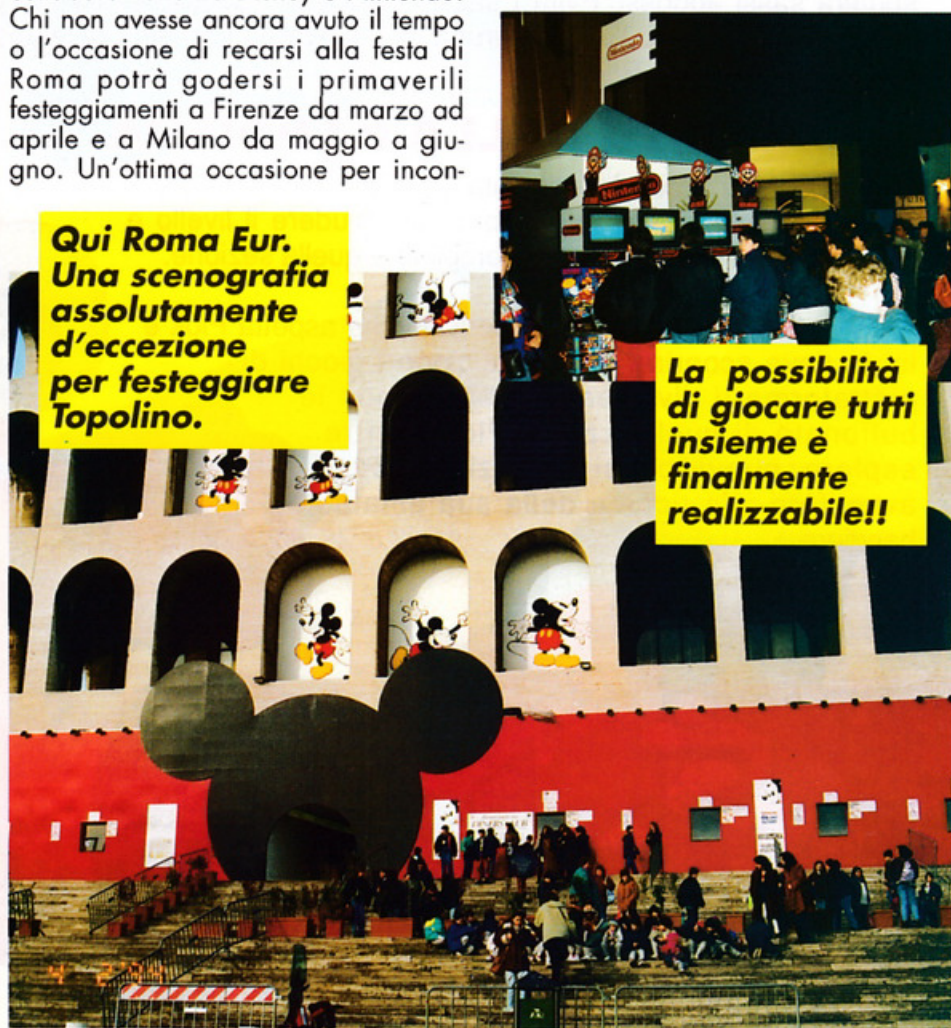 Chi non avesse ancora avuto il tempo
o l'occasione di recarsi alla festa di
Roma potrà godersi i primaverili
festeggiamenti a Firenze da marzo ad
aprile e a Milano da maggio a giu-
gno. Un'ottima occasione per incon-
Nintendo
Nintendo
Qui Roma Eur.
Una scenografia
assolutamente
d'eccezione
per festeggiare
Topolino.
La possibilità
di giocare tutti
insieme è
finalmente
realizzabile!!